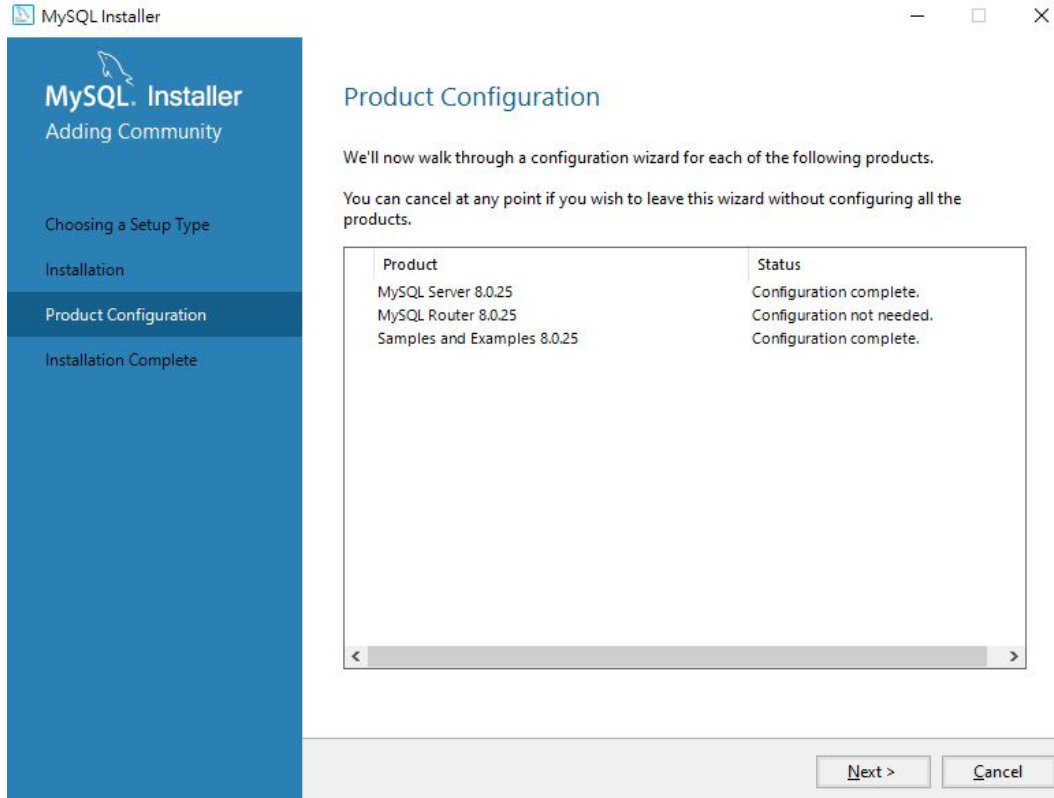 MySQL Installer
MySQL. Installer
Adding Community
Choosing a Setup Type
Installation
Product Configuration
Installation Complete
Product Configuration
We'll now walk through a configuration wizard for each of the following products.
You can cancel at any point if you wish to leave this wizard without configuring all the
products.
Product Status
MySQL Server 8.0.25 Configuration complete.
MySQL Router 8.0.25 Configuration not needed.
Samples and Examples 8.0.25 Configuration complete.
Next >
Cancel